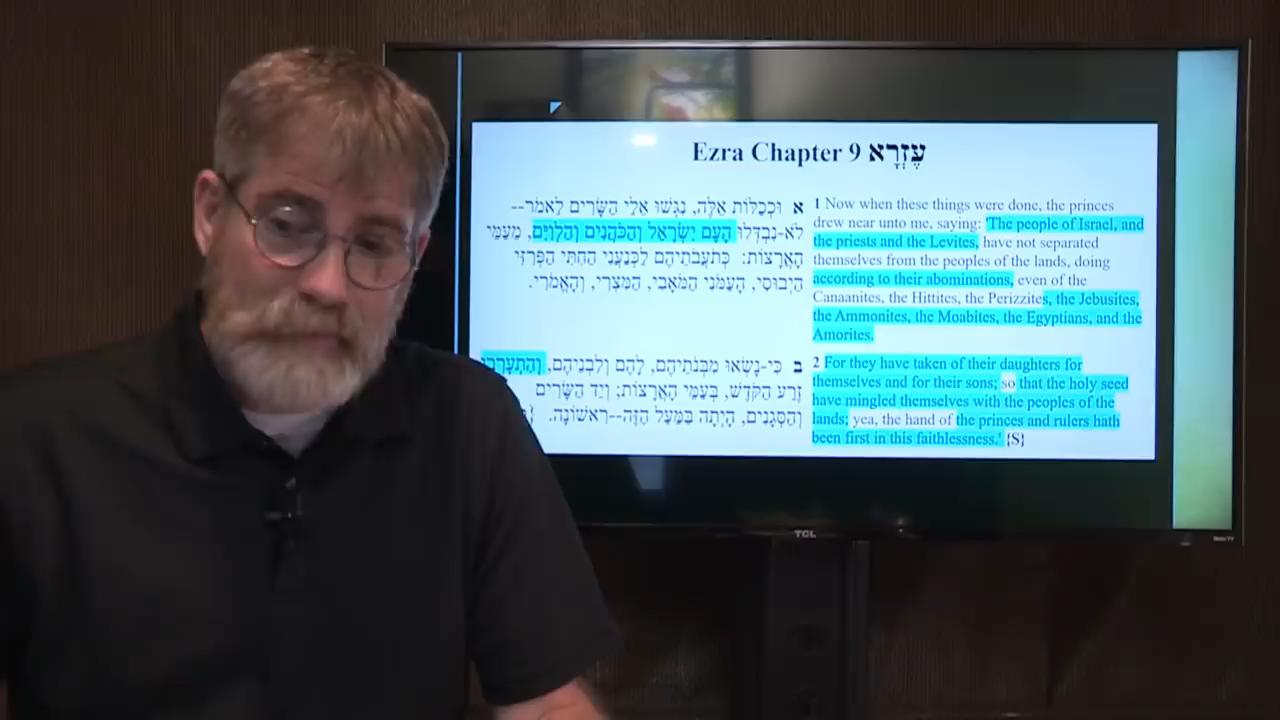 Ezra Chapter 9 עֶזְרָא
א וּכְכַלּוֹת אֵלֶּה, נִגְּשׁוּ אֵלַי הַשָּׂרִים לֵאמֹר--
לֹא-נִבְדְּלוּ הָעָם יִשְׂרָאֵל וְהַכֹּהֲנִים וְהַלְוִיִּם, מֵעַמֵּי
הָאֲרָצוֹת: כְּתֹעֲבֹתֵיהֶם לַכְּנַעֲנִי הַחִתִּי הַפְּרִזִּי
הַיְבוּסִי, הָעַמֹּנִי הַמֹּאָבִי, הַמִּצְרִי, וְהָאֱמֹרִי.
1 Now when these things were done, the princes
drew near unto me, saying: 'The people of Israel, and
the priests and the Levites, have not separated
themselves from the peoples of the lands, doing
according to their abominations, even of the
Canaanites, the Hittites, the Perizzites, the Jebusites,
the Ammonites, the Moabites, the Egyptians, and the
Amorites.
ב כִּי-נָשְׂאוּ מִבְּנֹתֵיהֶם, לָהֶם וְלִבְנֵיהֶם, וְהִתְעָרְבוּ
זֶרַע הַקֹּדֶשׁ, בְּעַמֵּי הָאֲרָצוֹת; וְיַד הַשָּׂרִים
וְהַסְּגָנִים, הָיְתָה בַּמַּעַל הַזֶּה--רִאשׁוֹנָה.
2 For they have taken of their daughters for
themselves and for their sons; so that the holy seed
have mingled themselves with the peoples of the
lands; yea, the hand of the princes and rulers hath
been first in this faithlessness.' {S}
TCL
Roku TV